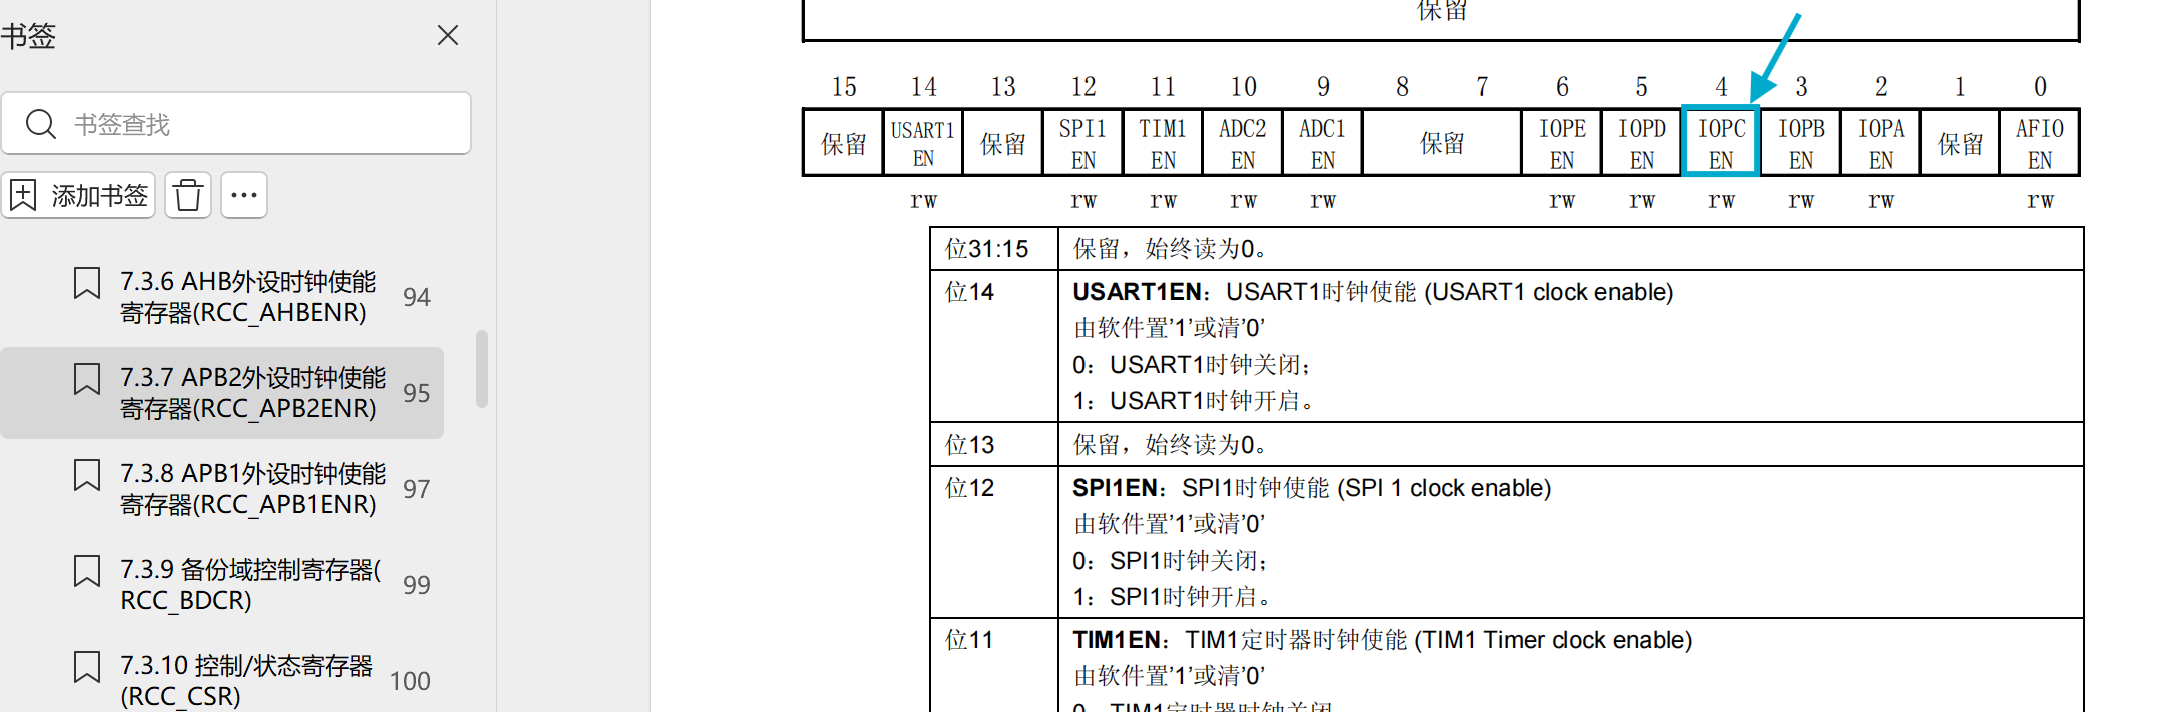 书签
书签查找
添加书签
7.3.6 AHB外设时钟使能
寄存器(RCC_AHBENR) 94
7.3.7 APB2外设时钟使能
寄存器(RCC_APB2ENR) 95
7.3.8 APB1外设时钟使能
寄存器(RCC_APB1ENR) 97
7.3.9 备份域控制寄存器(
RCC_BDCR) 99
7.3.10 控制/状态寄存器
(RCC_CSR) 100
保留
15 14 13 12 11 10 9 8 7 6 5 4 3 2 1 0
保留 USART1 EN 保留 SPI1 EN TIM1 EN ADC2 EN ADC1 EN 保留 IOPE EN IOPD EN IOPC EN IOPB EN IOPA EN 保留 AFIO EN
rw rw rw rw rw rw rw rw rw rw rw
位31:15 保留，始终读为0。
位14 USART1EN：USART1时钟使能 (USART1 clock enable)
由软件置’1’或清’0’
0：USART1时钟关闭；
1：USART1时钟开启。
位13 保留，始终读为0。
位12 SPI1EN：SPI1时钟使能 (SPI 1 clock enable)
由软件置’1’或清’0’
0：SPI1时钟关闭；
1：SPI1时钟开启。
位11 TIM1EN：TIM1定时器时钟使能 (TIM1 Timer clock enable)
由软件置’1’或清’0’
0：TIM1定时器时钟关闭